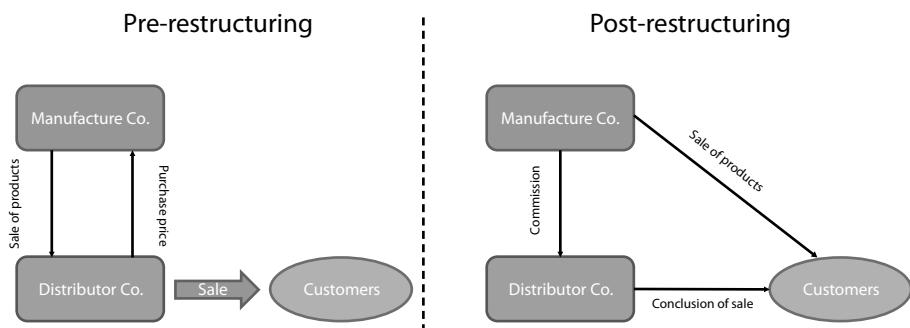 Pre-restructuring
Manufacture Co.
Sale of products
Purchase price
Distributor Co.
Sale
Customers
Post-restructuring
Manufacture Co.
Commission
Sale of products
Distributor Co.
Conclusion of sale
Customers